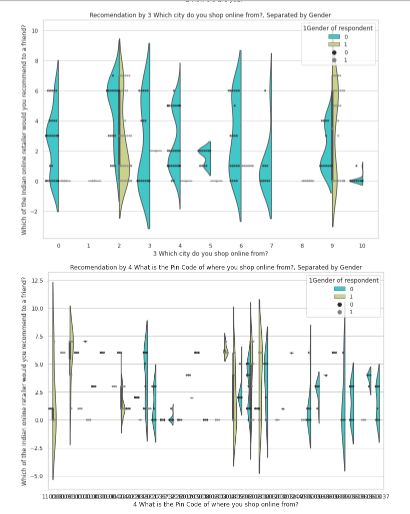 Recomendation by 3 Which city do you shop online from?, Separated by Gender
Which of the Indian online retailer would you recommend to a friend?
10
8
6
4
2
0
−2
1Gender of respondent
0
1
0
1
0 1 2 3 4 5 6 7 8 9 10
3 Which city do you shop online from?
Recomendation by 4 What is the Pin Code of where you shop online from?, Separated by Gender
Which of the Indian online retailer would you recommend to a friend?
12.5
10.0
7.5
5.0
2.5
0.0
−2.5
−5.0
1Gender of respondent
0
1
0
1
4 What is the Pin Code of where you shop online from?